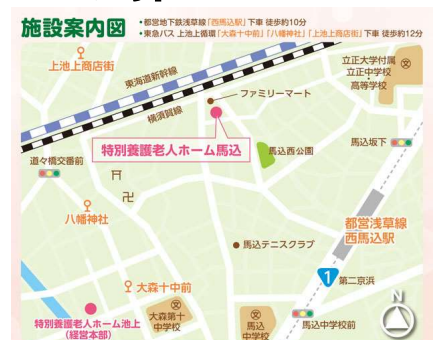 施設案内図
•都営地下鉄浅草線「西馬込駅」下車 徒歩約10分
•東急バス 上池上循環「大森十中前」「八幡神社」「上池上商店街」下車 徒歩約12分
上池上商店街
東海道新幹線
横須賀線
ファミリーマート
立正大学付属
立正中学校
高等学校
文
特別養護老人ホーム馬込
馬込西公園
馬込坂下
道々橋交番前
八幡神社
都営浅草線
西馬込駅
馬込テニスクラブ
1
第二京浜
大森十中前
文
大森第十
中学校
文
馬込
中学校
馬込中学校前
N
特別養護老人ホーム池上
(経営本部)